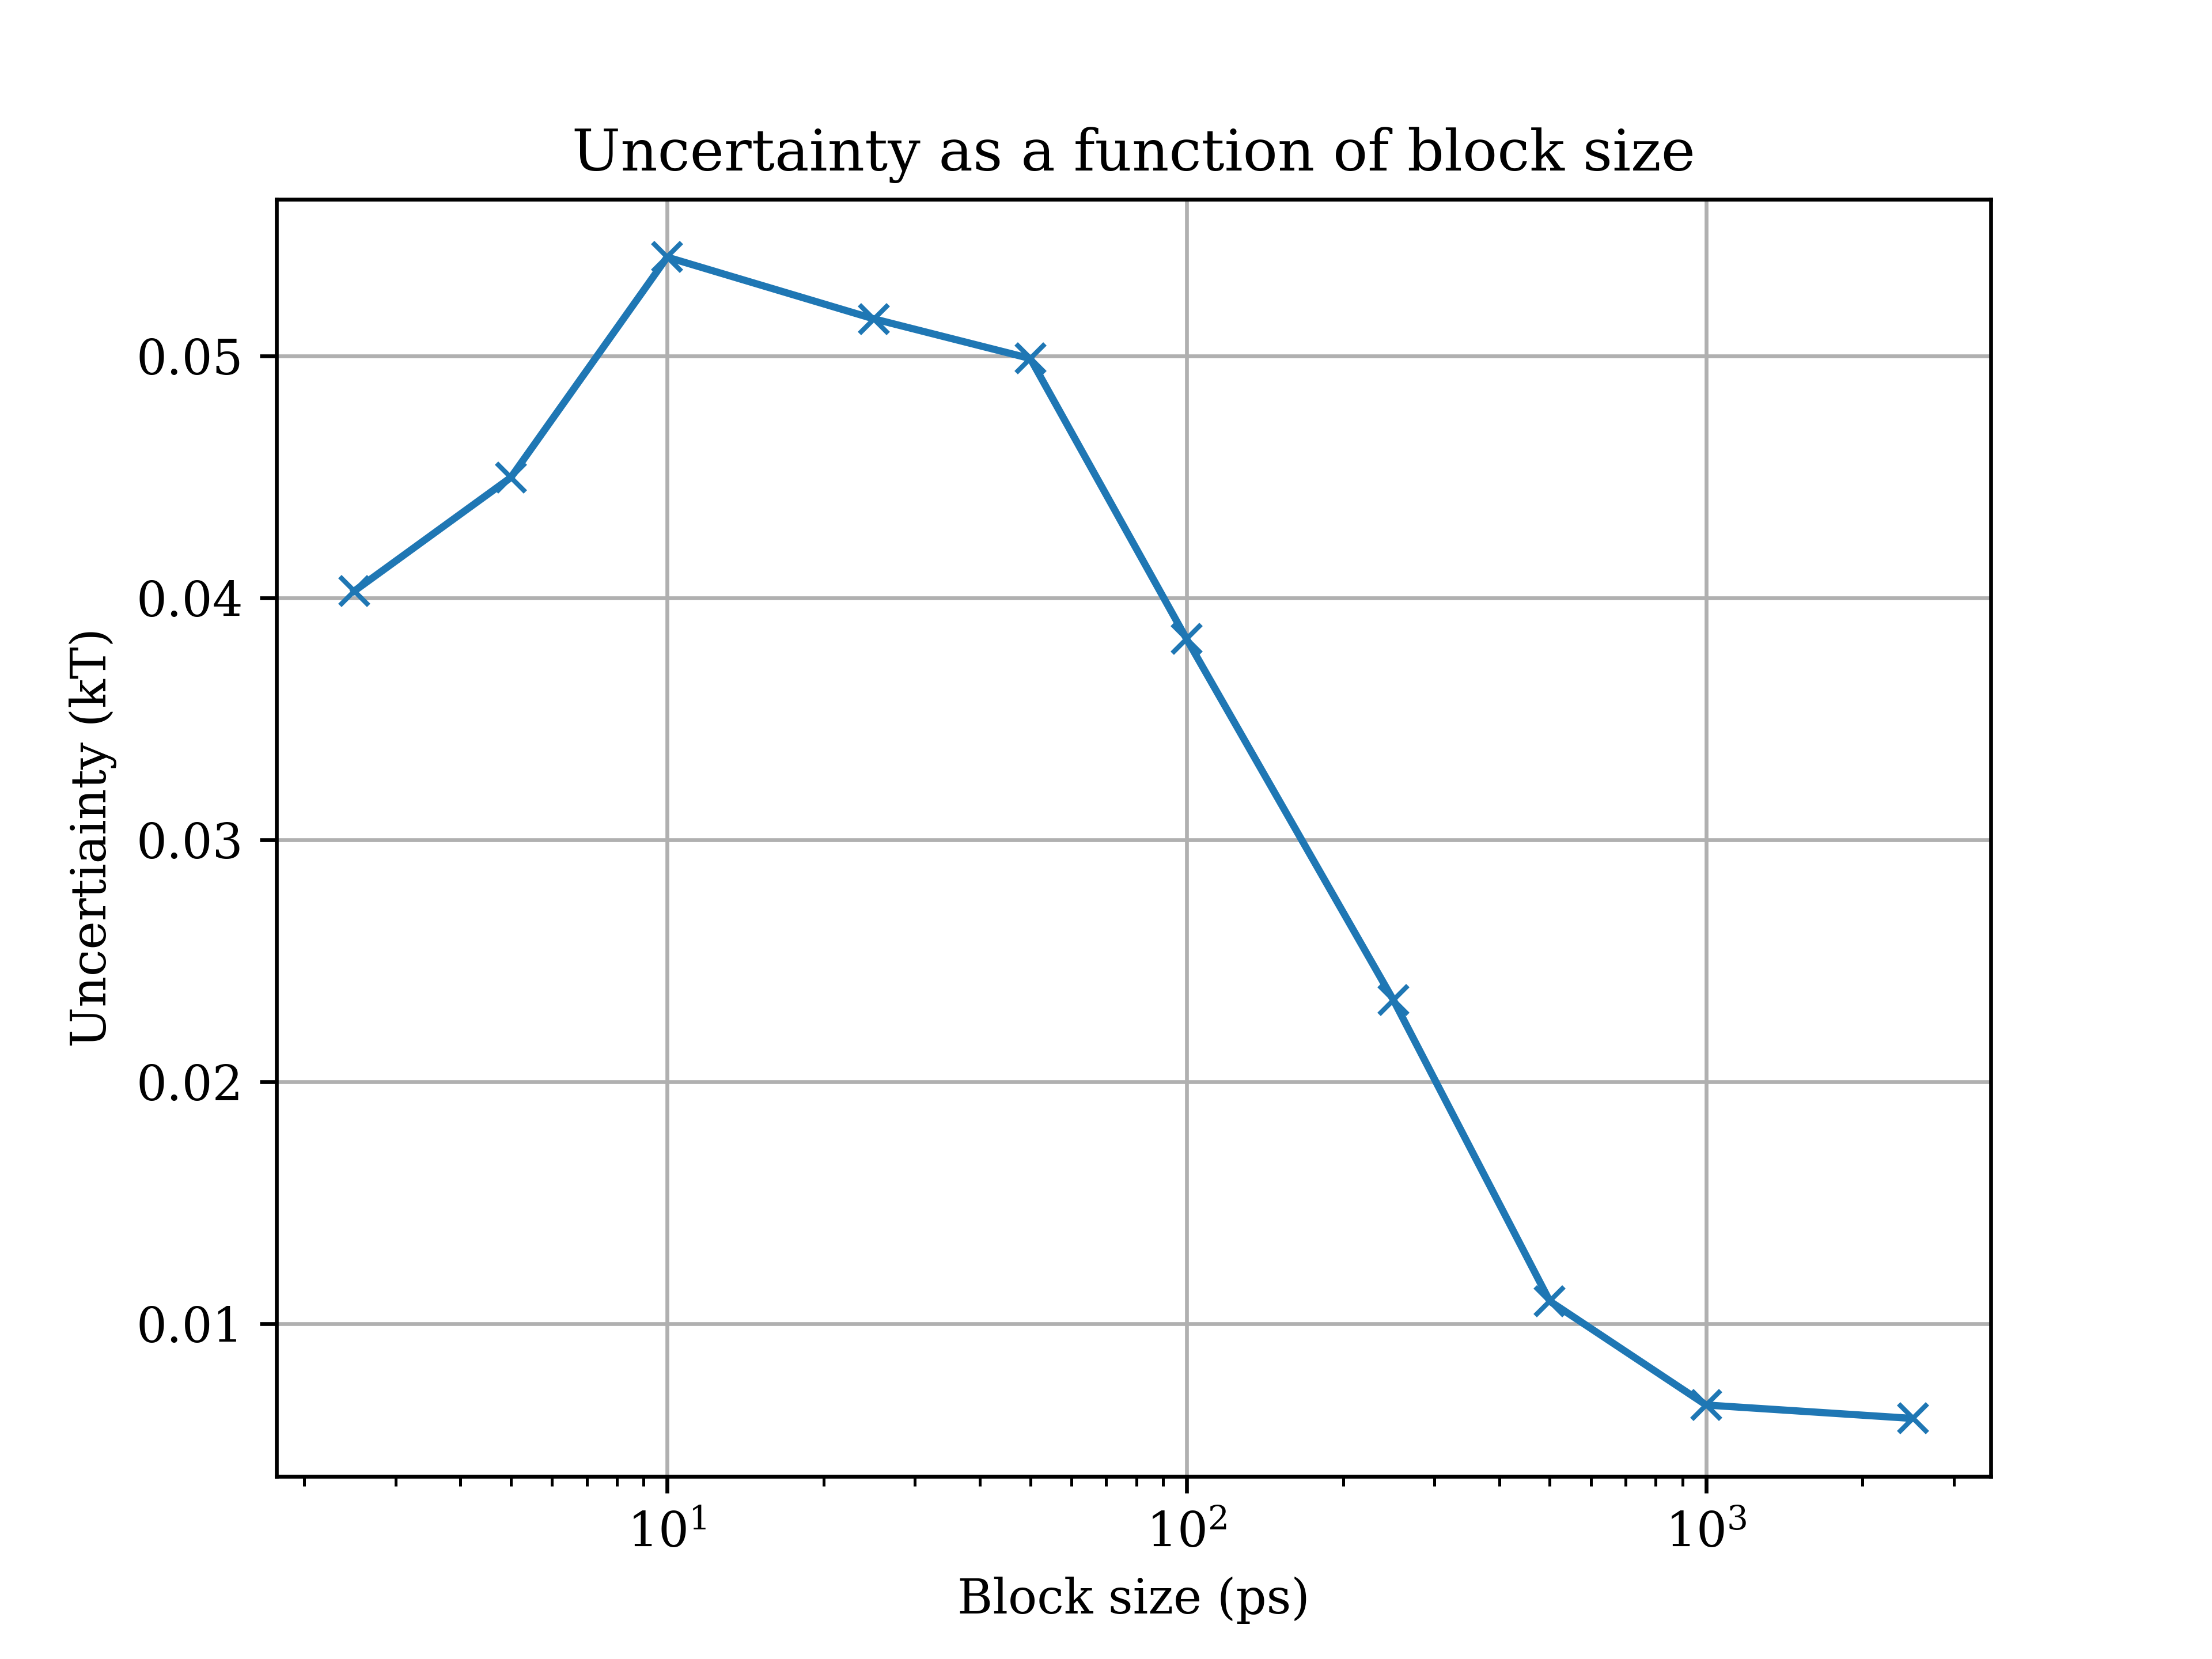 Uncertainty as a function of block size
Uncertiainty (kT)
0.05
0.04
0.03
0.02
0.01
10¹ 10² 10³
Block size (ps)